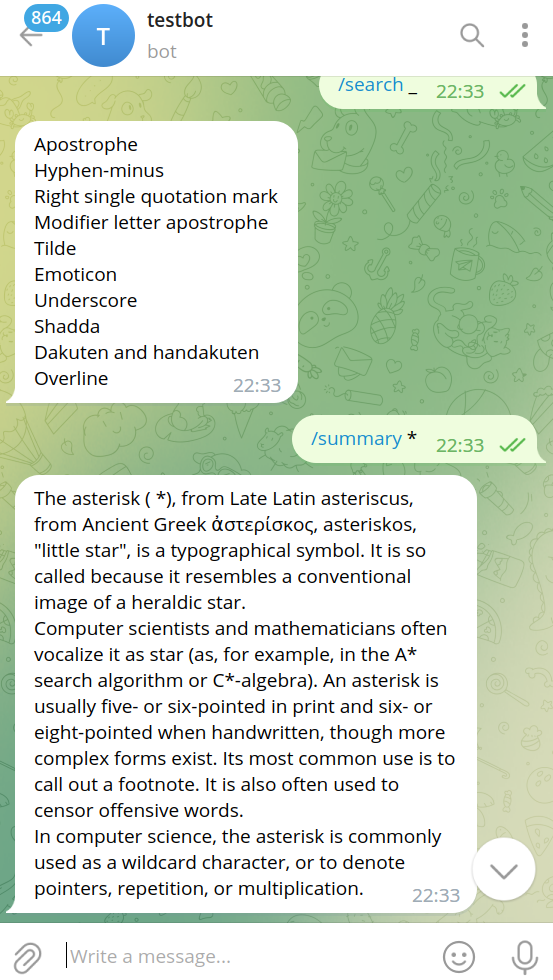 864
T
testbot
bot
/search _ 22:33
Apostrophe
Hyphen-minus
Right single quotation mark
Modifier letter apostrophe
Tilde
Emoticon
Underscore
Shadda
Dakuten and handakuten
Overline 22:33
/summary * 22:33
The asterisk ( *), from Late Latin asteriscus,
from Ancient Greek ἀστερίσκος, asteriskos,
"little star", is a typographical symbol. It is so
called because it resembles a conventional
image of a heraldic star.
Computer scientists and mathematicians often
vocalize it as star (as, for example, in the A*
search algorithm or C*-algebra). An asterisk is
usually five- or six-pointed in print and six- or
eight-pointed when handwritten, though more
complex forms exist. Its most common use is to
call out a footnote. It is also often used to
censor offensive words.
In computer science, the asterisk is commonly
used as a wildcard character, or to denote
pointers, repetition, or multiplication. 22:33
Write a message...